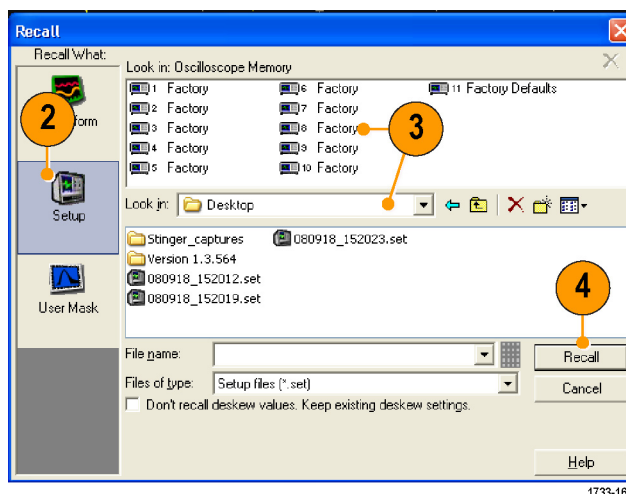 Recall
Recall What:
Look in: Oscilloscope Memory
1 Factory
2 Factory
3 Factory
4 Factory
5 Factory
6 Factory
7 Factory
8 Factory
9 Factory
10 Factory
11 Factory Defaults
2
form
3
Setup
Look in: Desktop
Stinger_captures
Version 1.3.564
080918_152012.set
080918_152019.set
080918_152023.set
User Mask
4
File name:
Recall
Files of type: Setup files (*.set)
Cancel
Don't recall deskew values. Keep existing deskew settings.
Help
1733-16